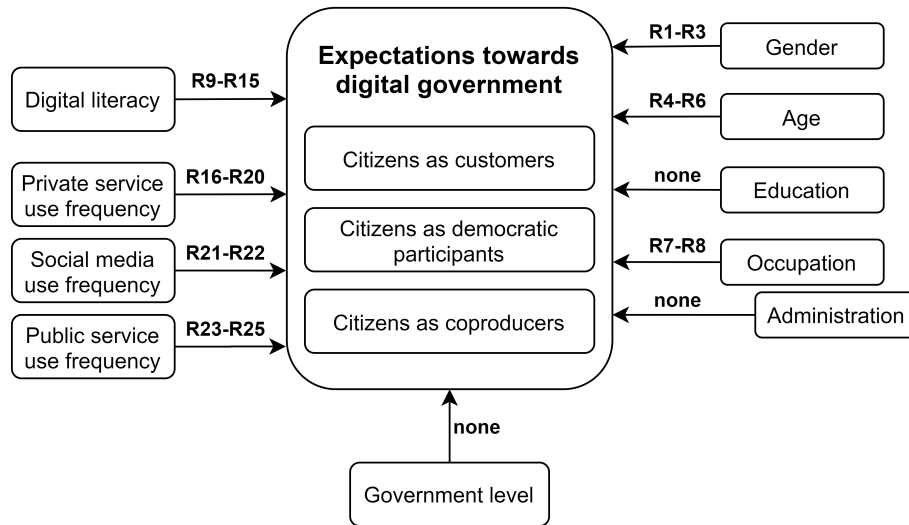 Expectations towards
digital government
Citizens as customers
Citizens as democratic
participants
Citizens as coproducers
R9-R15
Digital literacy
R16-R20
Private service
use frequency
R21-R22
Social media
use frequency
R23-R25
Public service
use frequency
R1-R3
Gender
R4-R6
Age
none
Education
R7-R8
Occupation
none
Administration
none
Government level